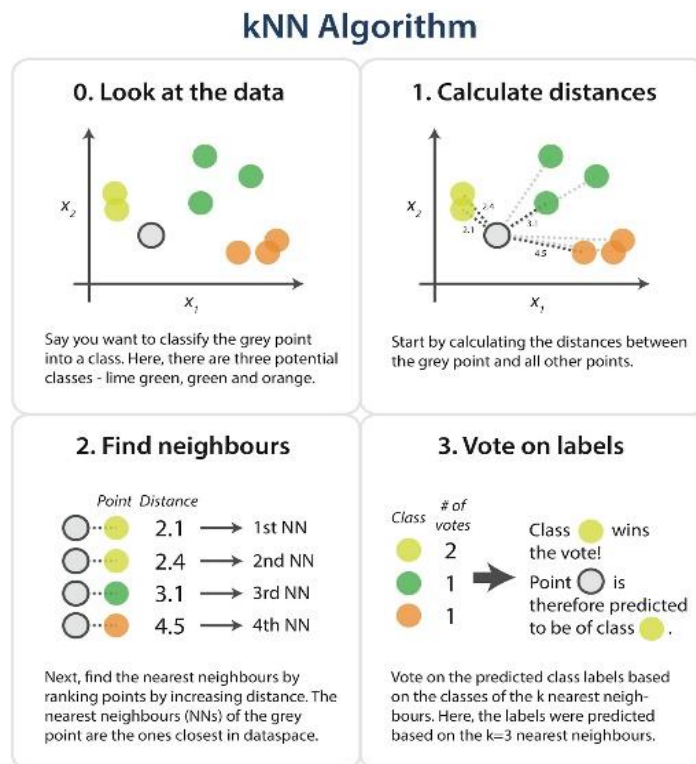 kNN Algorithm
0. Look at the data
x2
x1
Say you want to classify the grey point
into a class. Here, there are three potential
classes - lime green, green and orange.
1. Calculate distances
2.4
2.1
3.1
4.5
x2
x1
Start by calculating the distances between
the grey point and all other points.
2. Find neighbours
Point Distance
2.1 1st NN
2.4 2nd NN
3.1 3rd NN
4.5 4th NN
Next, find the nearest neighbours by
ranking points by increasing distance. The
nearest neighbours (NNs) of the grey
point are the ones closest in dataspace.
3. Vote on labels
Class # of
votes
2
1
1
Class wins
the vote!
Point is
therefore predicted
to be of class .
Vote on the predicted class labels based
on the classes of the k nearest neigh-
bours. Here, the labels were predicted
based on the k=3 nearest neighbours.